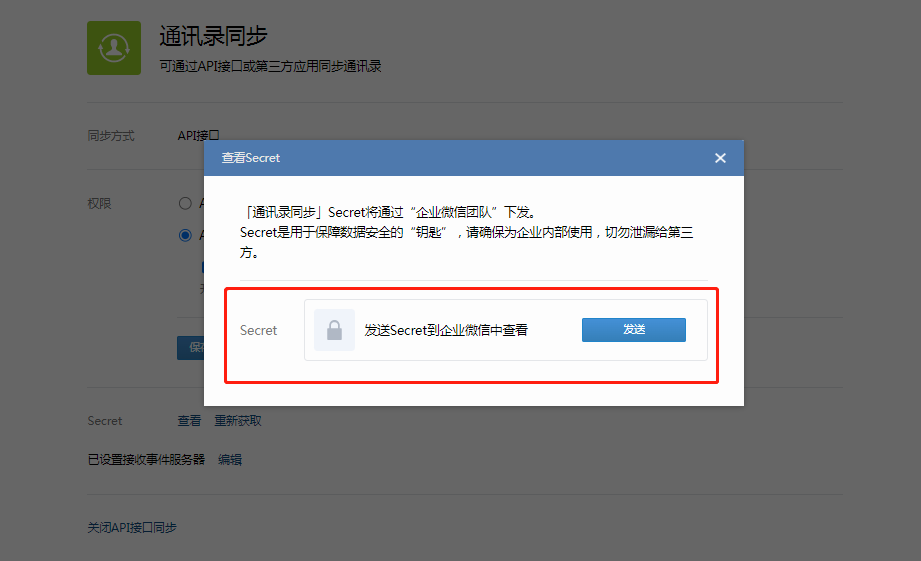 通讯录同步
可通过API接口或第三方应用同步通讯录
同步方式
API接口
查看Secret
「通讯录同步」Secret将通过“企业微信团队”下发。
Secret是用于保障数据安全的“钥匙”，请确保为企业内部使用，切勿泄漏给第三
方。
权限
Secret
发送Secret到企业微信中查看
发送
Secret 查看 重新获取
已设置接收事件服务器 编辑
关闭API接口同步